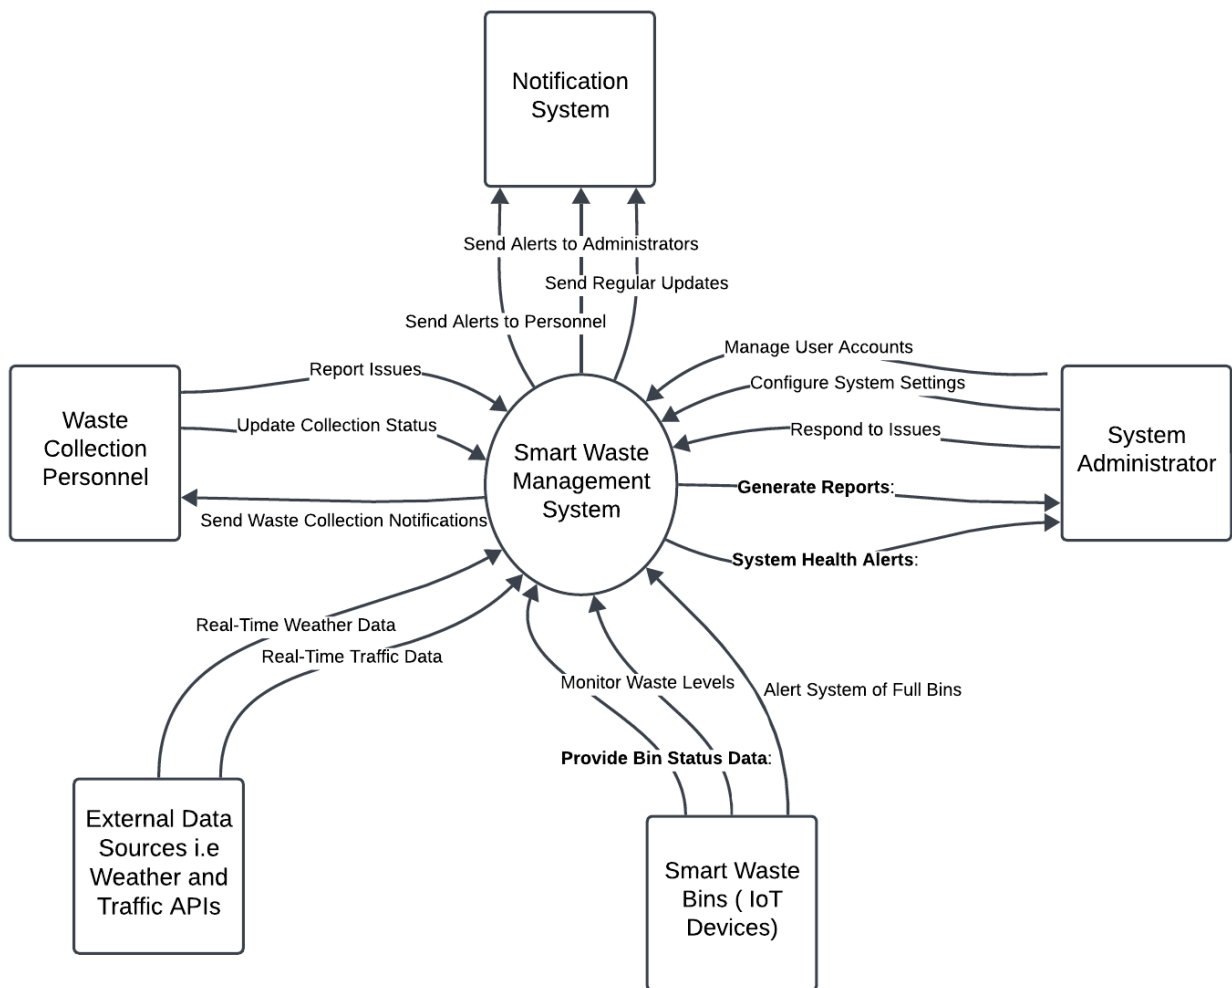 Notification
System
Send Alerts to Administrators
Send Regular Updates
Send Alerts to Personnel
Manage User Accounts
Report Issues
Configure System Settings
Waste
Collection
Personnel
Update Collection Status
Smart Waste
Management
System
Respond to Issues
System
Administrator
Generate Reports:
Send Waste Collection Notifications
System Health Alerts:
Real-Time Weather Data
Real-Time Traffic Data
Monitor Waste Levels
Alert System of Full Bins
Provide Bin Status Data:
External Data
Sources i.e
Weather and
Traffic APIs
Smart Waste
Bins ( IoT
Devices)